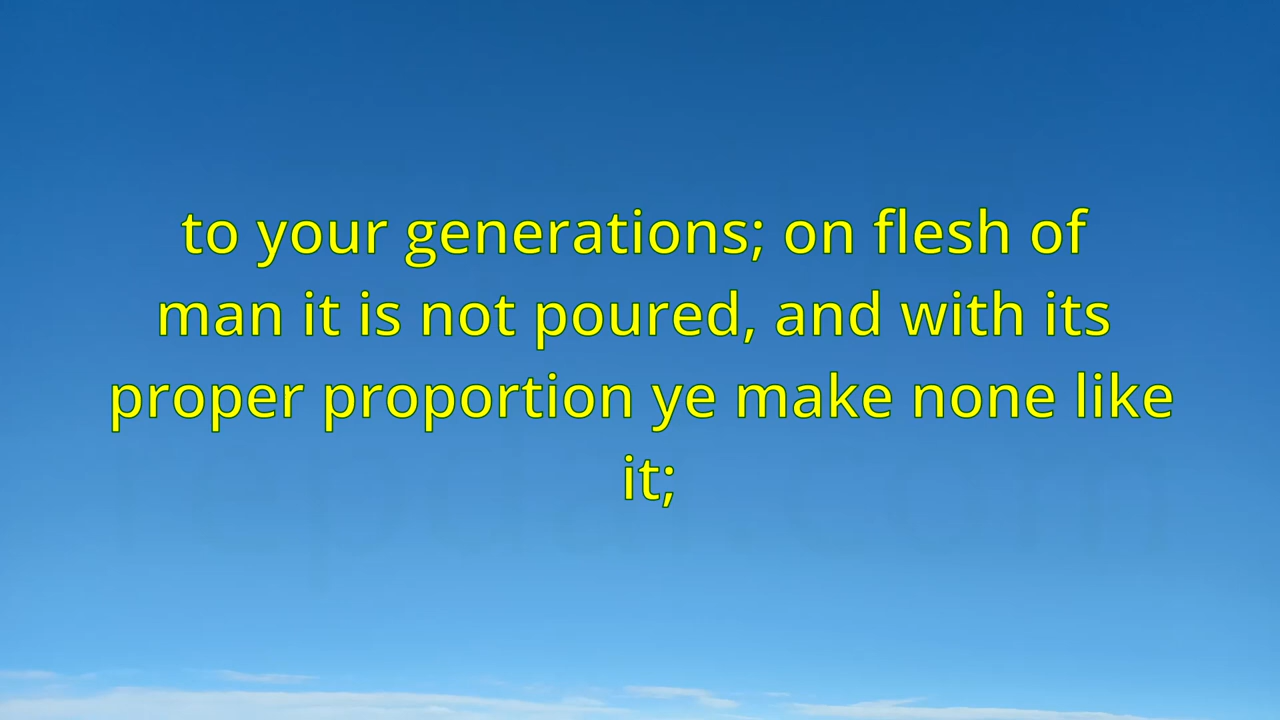 to your generations; on flesh of
man it is not poured, and with its
proper proportion ye make none like
it;